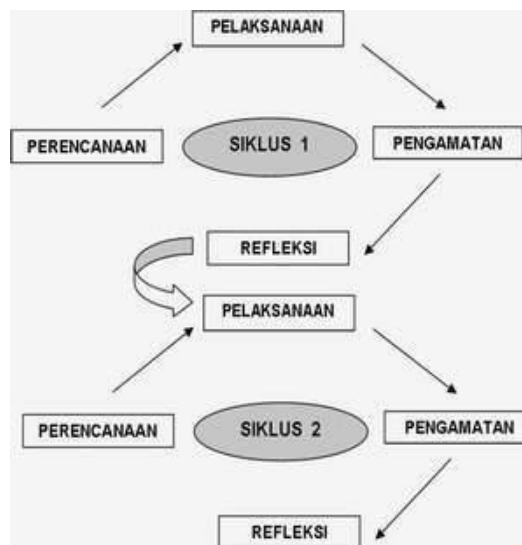 PELAKSANAAN
PERENCANAAN
SIKLUS 1
PENGAMATAN
REFLEKSI
PELAKSANAAN
PERENCANAAN
SIKLUS 2
PENGAMATAN
REFLEKSI